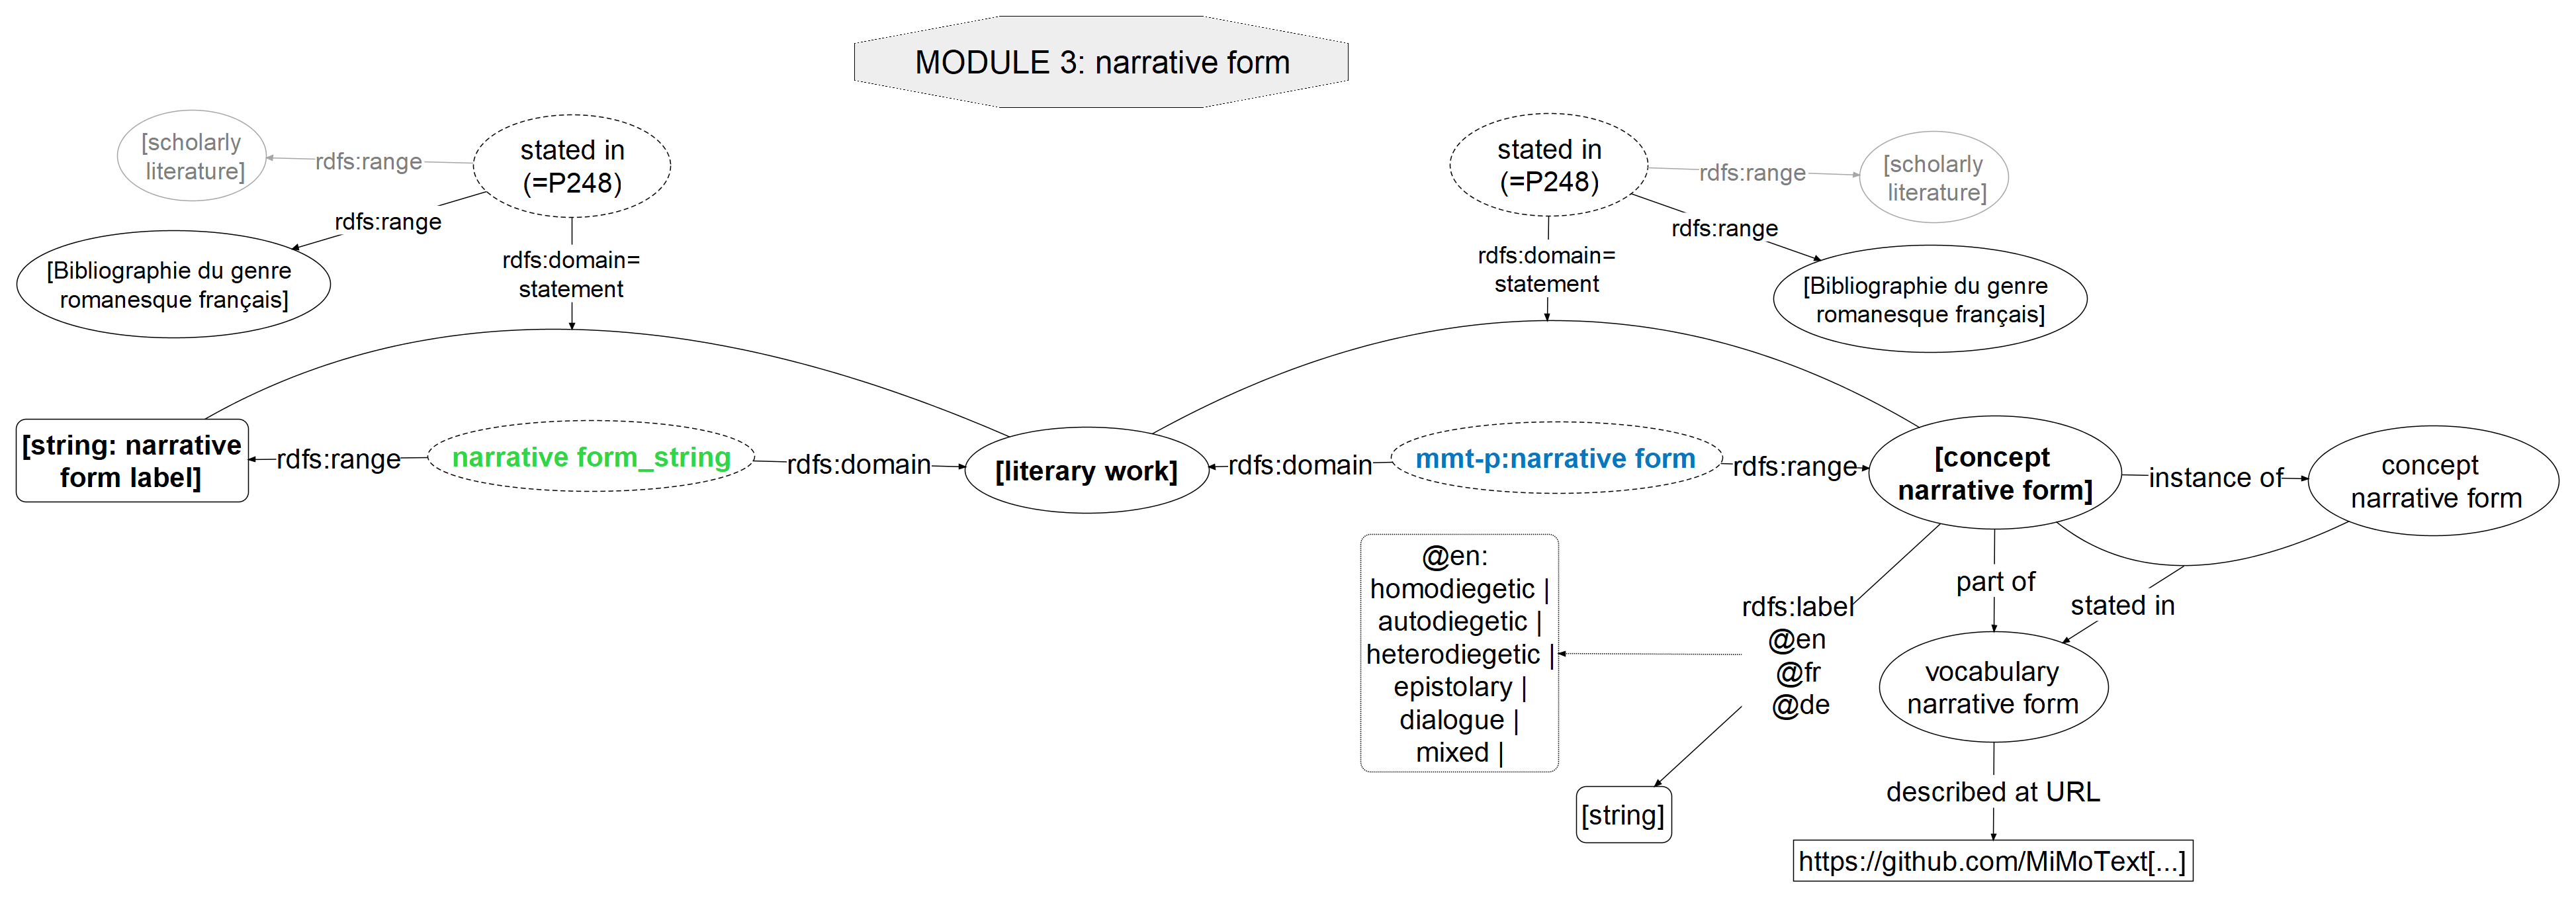 MODULE 3: narrative form
[scholarly
literature]
rdfs:range
stated in
(=P248)
rdfs:range
[Bibliographie du genre
romanesque français]
rdfs:domain=
statement
stated in
(=P248)
rdfs:range
[scholarly
literature]
rdfs:range
[Bibliographie du genre
romanesque français]
rdfs:domain=
statement
[string: narrative
form label]
rdfs:range
narrative form_string
rdfs:domain
[literary work]
rdfs:domain
mmt-p:narrative form
rdfs:range
[concept
narrative form]
instance of
concept
narrative form
@en:
homodiegetic |
autodiegetic |
heterodiegetic |
epistolary |
dialogue |
mixed |
rdfs:label
@en
@fr
@de
[string]
part of
stated in
vocabulary
narrative form
described at URL
https://github.com/MiMoText[...]